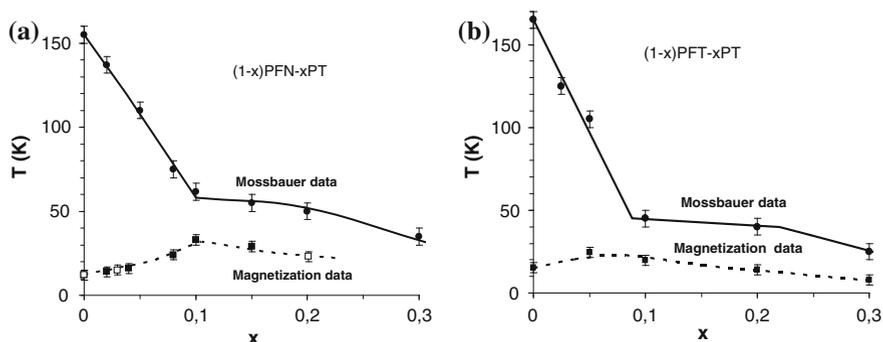 (a)
T (K)
150
100
50
0
(1-x)PFN-xPT
Mossbauer data
Magnetization data
0
0,1
0,2
0,3
x
(b)
T (K)
150
100
50
0
(1-x)PFT-xPT
Mossbauer data
Magnetization data
0
0,1
0,2
0,3
x